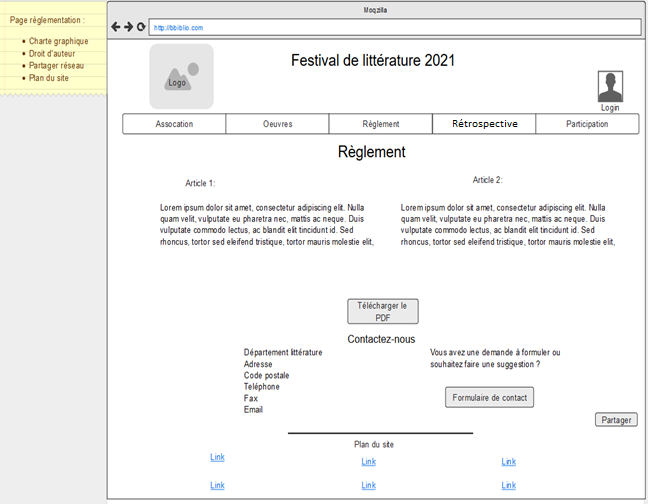 Page règlementation :
Charte graphique
Droit d'auteur
Partager réseau
Plan du site
Moqzilla
http://bbiblio.com
Logo
Festival de littérature 2021
Login
Assocation
Oeuvres
Règlement
Rétrospective
Participation
Règlement
Article 1:
Lorem ipsum dolor sit amet, consectetur adipiscing elit. Nulla
quam velit, vulputate eu pharetra nec, mattis ac neque. Duis
vulputate commodo lectus, ac blandit elit tincidunt id. Sed
rhoncus, tortor sed eleifend tristique, tortor mauris molestie elit,
Article 2:
Lorem ipsum dolor sit amet, consectetur adipiscing elit. Nulla
quam velit, vulputate eu pharetra nec, mattis ac neque. Duis
vulputate commodo lectus, ac blandit elit tincidunt id. Sed
rhoncus, tortor sed eleifend tristique, tortor mauris molestie elit,
Télécharger le
PDF
Contactez-nous
Département littérature
Adresse
Code postale
Teléphone
Fax
Email
Vous avez une demande à formuler ou
souhaitez faire une suggestion ?
Formulaire de contact
Partager
Plan du site
Link
Link
Link
Link
Link
Link